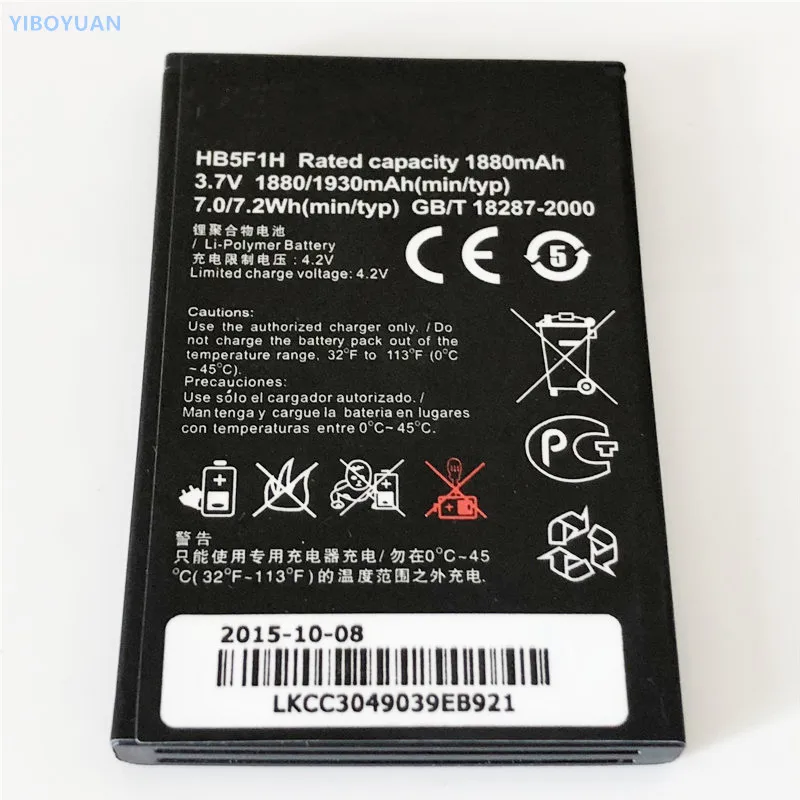 YIBOYUAN
HB5F1H Rated capacity 1880mAh
3.7V 1880/1930mAh(min/typ)
7.0/7.2Wh(min/typ) GB/T 18287-2000
锂聚合物电池
/ Li-Polymer Battery
充电限制电压：4.2V
Limited charge voltage: 4.2V
CE
5
Cautions:
Use the authorized charger only. / Do
not charge the battery pack out of the
temperature range, 32°F to 113°F (0°C
~45°C).
Precauciones:
Use sólo el cargador autorizado. /
Mantenga y cargue la bateria en lugares
con temperaturas entre 0°C~45°C.
PCT
警告
只能使用专用充电器充电/勿在0°C~45
°C(32°F~113°F)的温度范围之外充电.
2015-10-08
LKCC3049039EB921